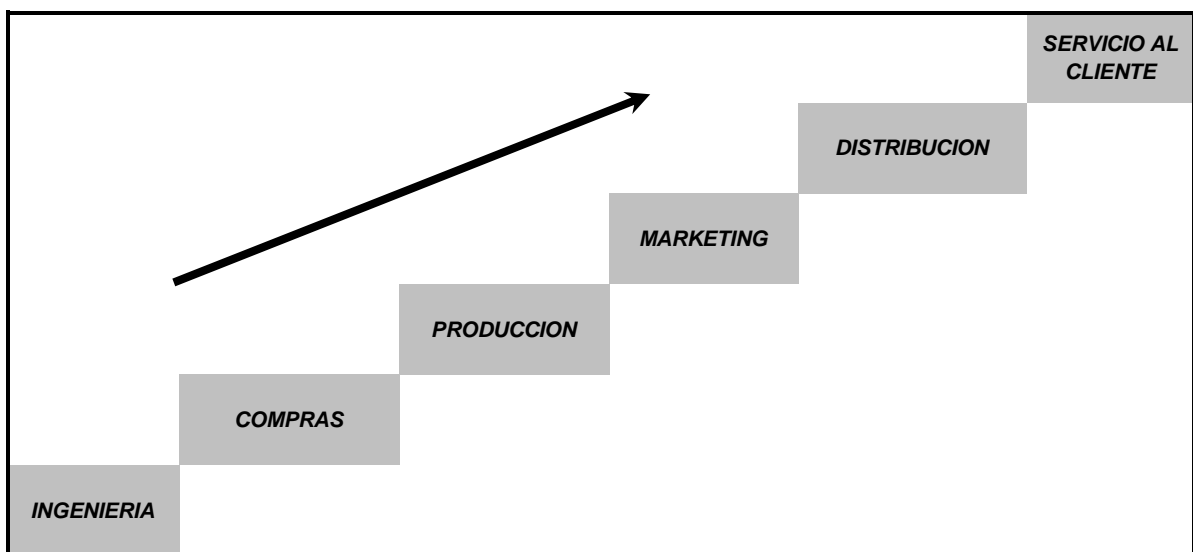 SERVICIO AL
CLIENTE
DISTRIBUCION
MARKETING
PRODUCCION
COMPRAS
INGENIERIA